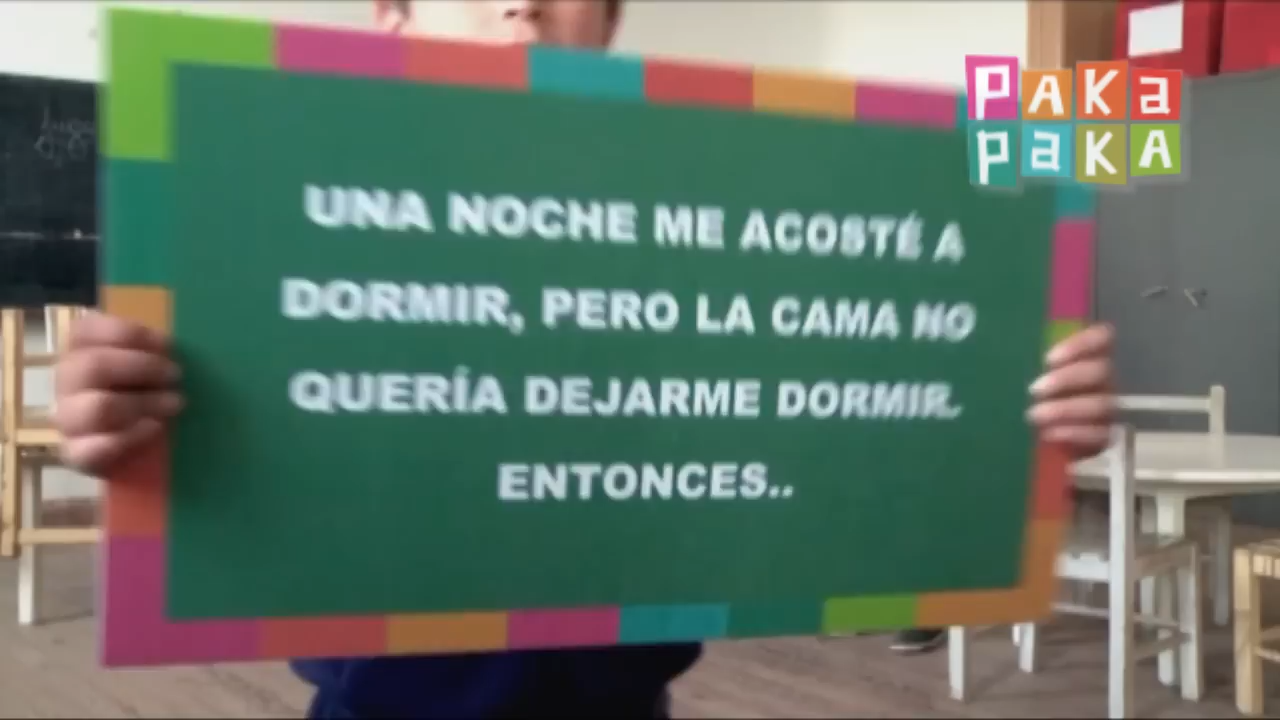 PAKA
PAKA
UNA NOCHE ME ACOSTÉ A
DORMIR, PERO LA CAMA NO
QUERÍA DEJARME DORMIR.
ENTONCES..